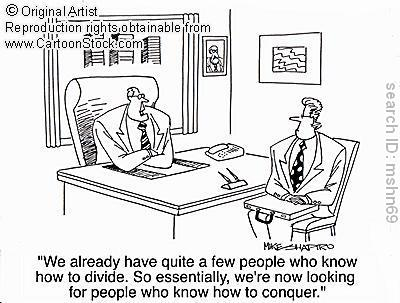 © Original Artist
Reproduction rights obtainable from
www.CartoonStock.com
search ID: mshn69
MIKE SHAPIRO
"We already have quite a few people who know
how to divide. So essentially, we're now looking
for people who know how to conquer."